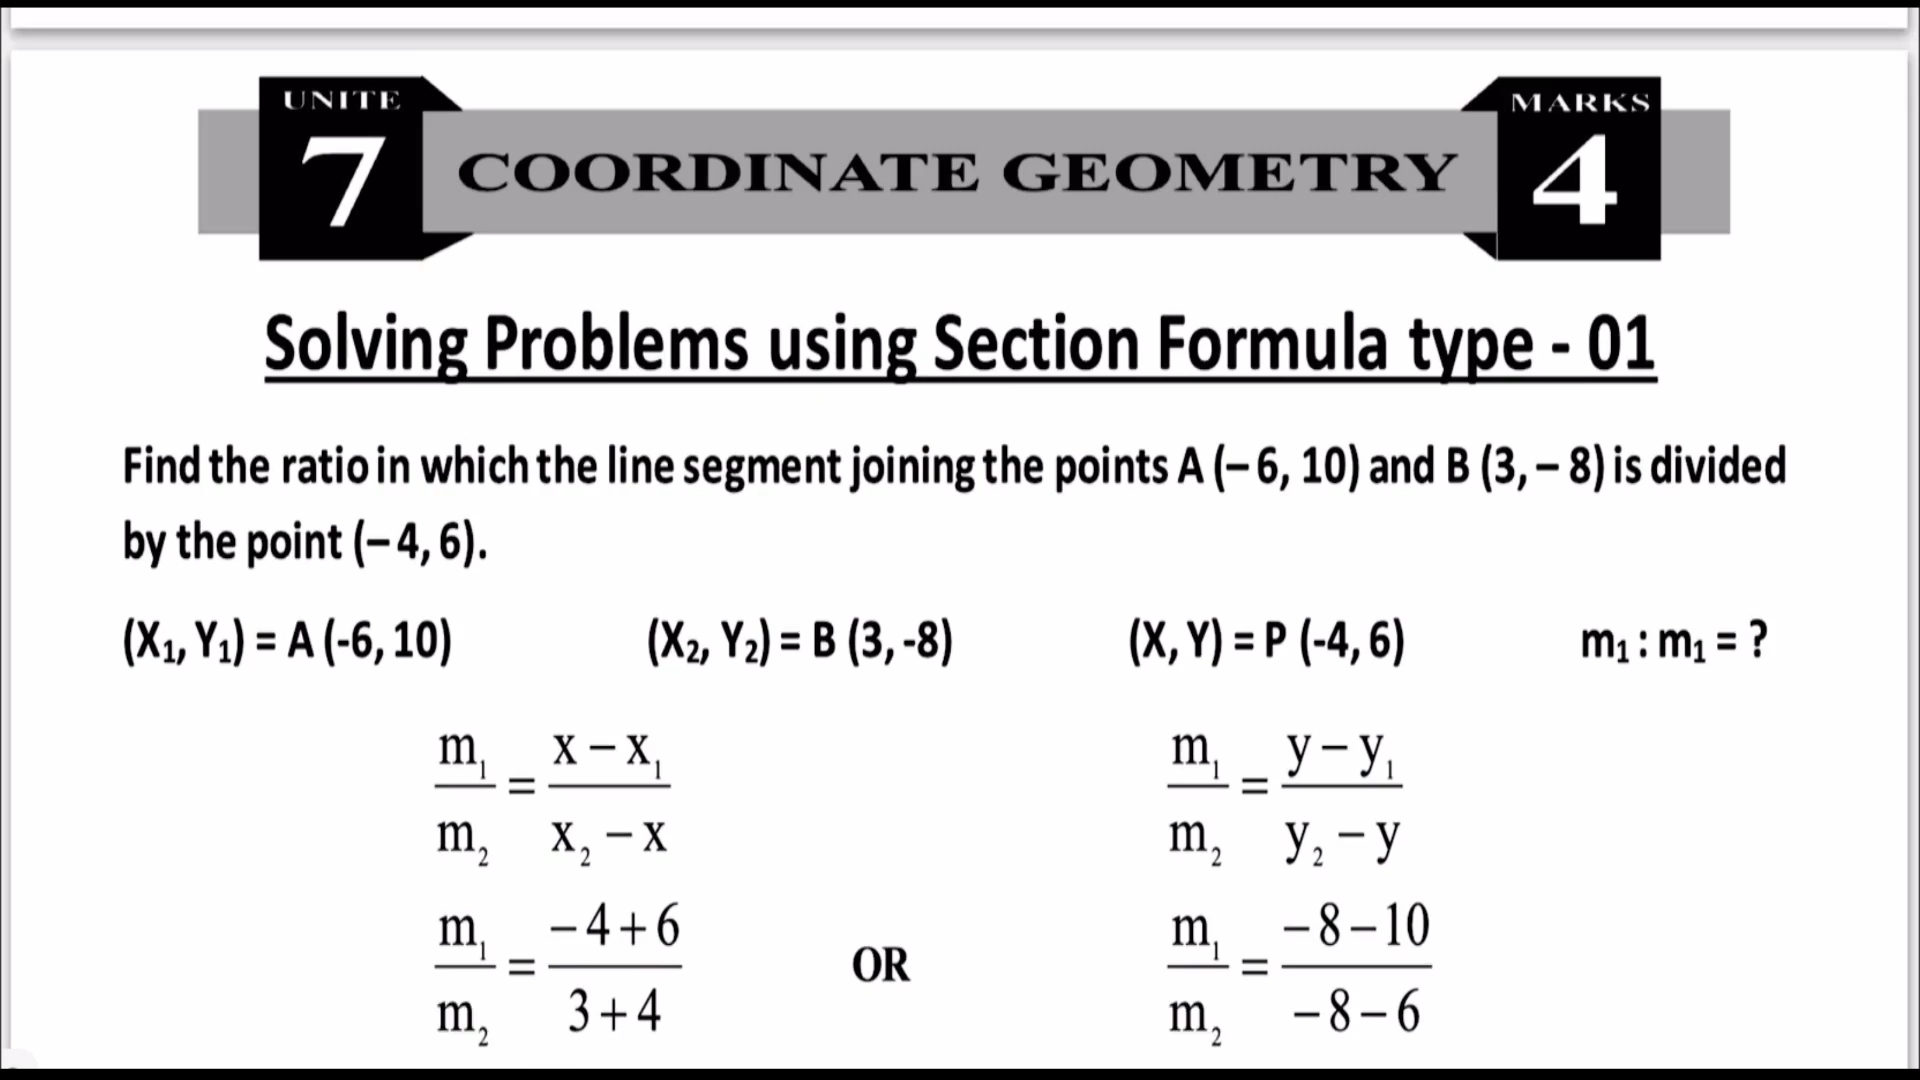 UNITE
7
COORDINATE GEOMETRY
MARKS
4
Solving Problems using Section Formula type - 01
Find the ratio in which the line segment joining the points A (– 6, 10) and B (3, – 8) is divided
by the point (– 4, 6).
(X₁, Y₁) = A (-6, 10) (X₂, Y₂) = B (3, -8) (X, Y) = P (-4, 6) m₁ : m₁ = ?
m₁/m₂ = (x − x₁)/(x₂ − x) m₁/m₂ = (y − y₁)/(y₂ − y)
m₁/m₂ = (−4 + 6)/(3 + 4) OR m₁/m₂ = (−8 − 10)/(−8 − 6)